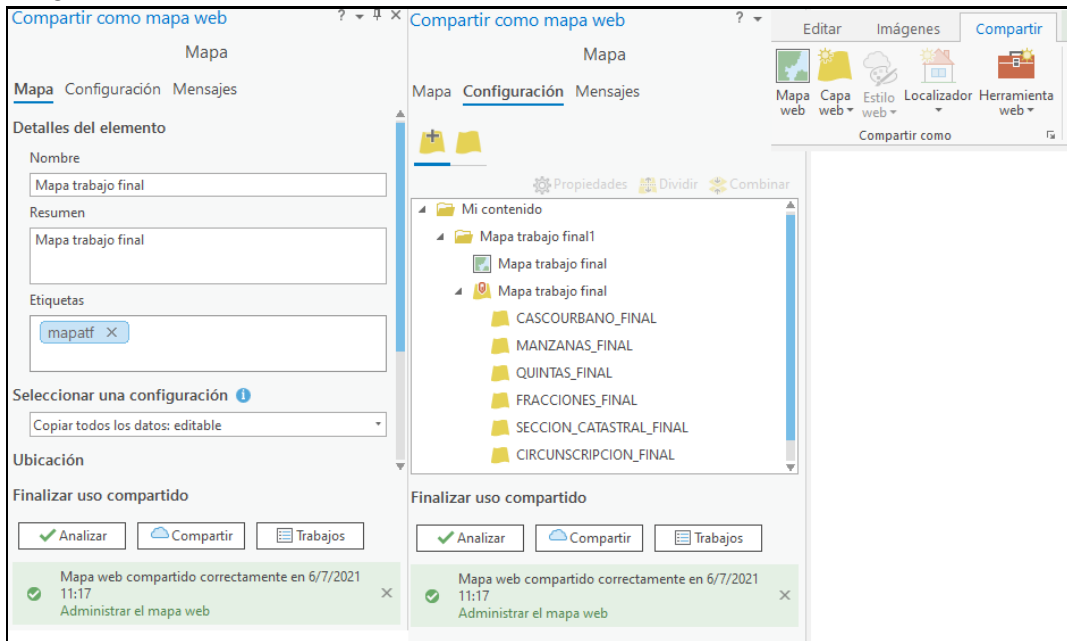 Compartir como mapa web
?
Mapa
Mapa Configuración Mensajes
Detalles del elemento
Nombre
Mapa trabajo final
Resumen
Mapa trabajo final
Etiquetas
mapatf ×
Seleccionar una configuración
Copiar todos los datos: editable
Ubicación
Finalizar uso compartido
Analizar Compartir Trabajos
Mapa web compartido correctamente en 6/7/2021
11:17
Administrar el mapa web
Compartir como mapa web
?
Mapa
Mapa Configuración Mensajes
Propiedades Dividir Combinar
Mi contenido
Mapa trabajo final1
Mapa trabajo final
Mapa trabajo final
CASCOURBANO_FINAL
MANZANAS_FINAL
QUINTAS_FINAL
FRACCIONES_FINAL
SECCION_CATASTRAL_FINAL
CIRCUNSCRIPCION_FINAL
Finalizar uso compartido
Analizar Compartir Trabajos
Mapa web compartido correctamente en 6/7/2021
11:17
Administrar el mapa web
Editar Imágenes Compartir
Mapa web
Capa web
Estilo web
Localizador
Herramienta web
Compartir como